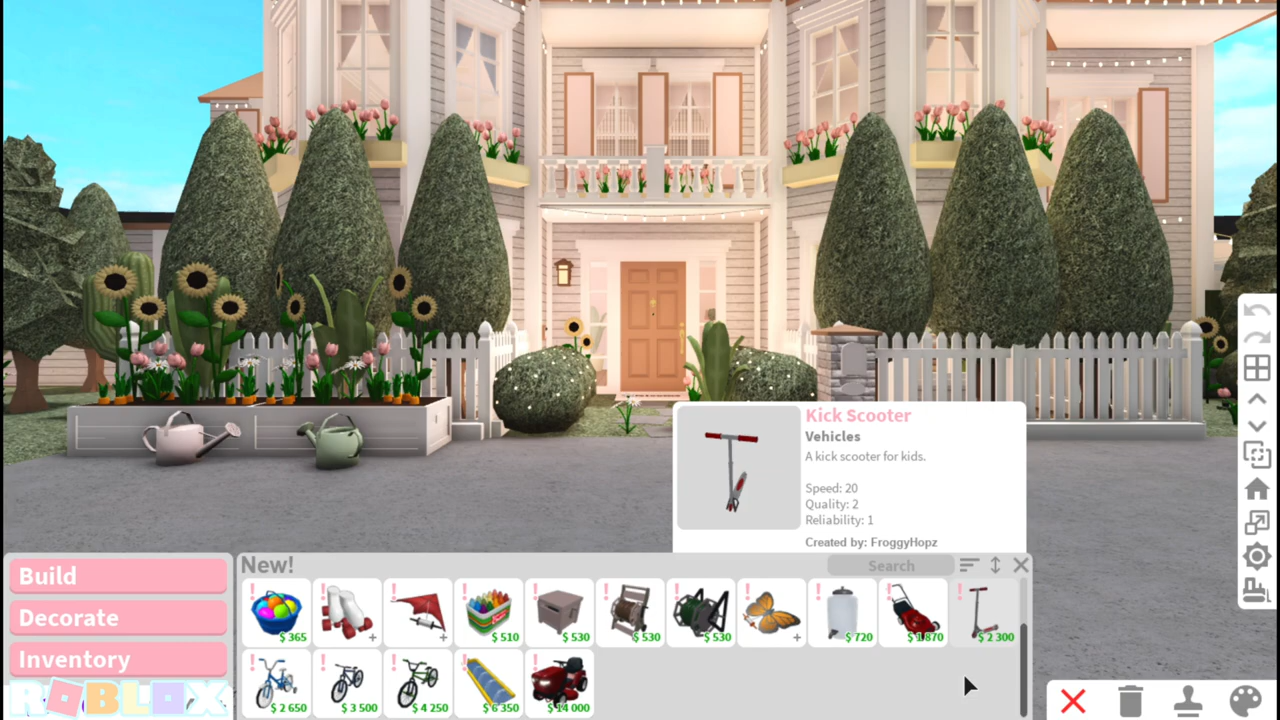 Kick Scooter
Vehicles
A kick scooter for kids.
Speed: 20
Quality: 2
Reliability: 1
Created by: FroggyHopz
Build
Decorate
Inventory
ROBLOX
New!
Search
$ 365
+
+
$ 510
$ 530
$ 530
$ 530
+
$ 720
$ 1 870
$ 2 300
$ 2 650
$ 3 500
$ 4 250
$ 6 350
$ 14 000